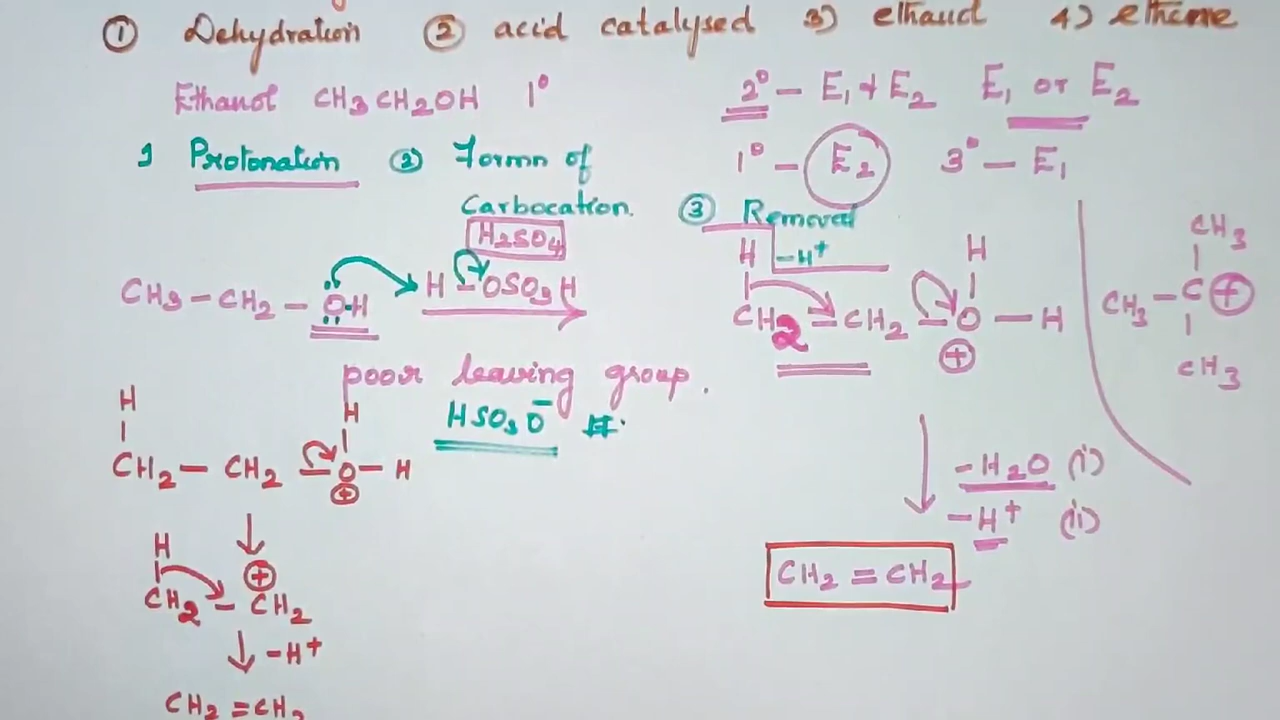 ① Dehydration ② acid catalysed 3) ethanol 4) ethene
Ethanol CH3CH2OH 1°
2° – E1 & E2 E1 or E2
1° – E2 3° – E1
1 Protonation ② Formn of
Carbocation.
③ Removal
–H+
H2SO4
CH3 – CH2 – ÖH H – OSO3H
H H
CH2 = CH2 – O – H
⊕
CH3
CH3 – C ⊕
CH3
poor leaving group.
HSO3O–
H H
CH2 – CH2 – O – H
⊕
–H2O (i)
–H+ (ii)
CH2 = CH2
H ⊕
CH2 – CH2
–H+
CH2 = CH2